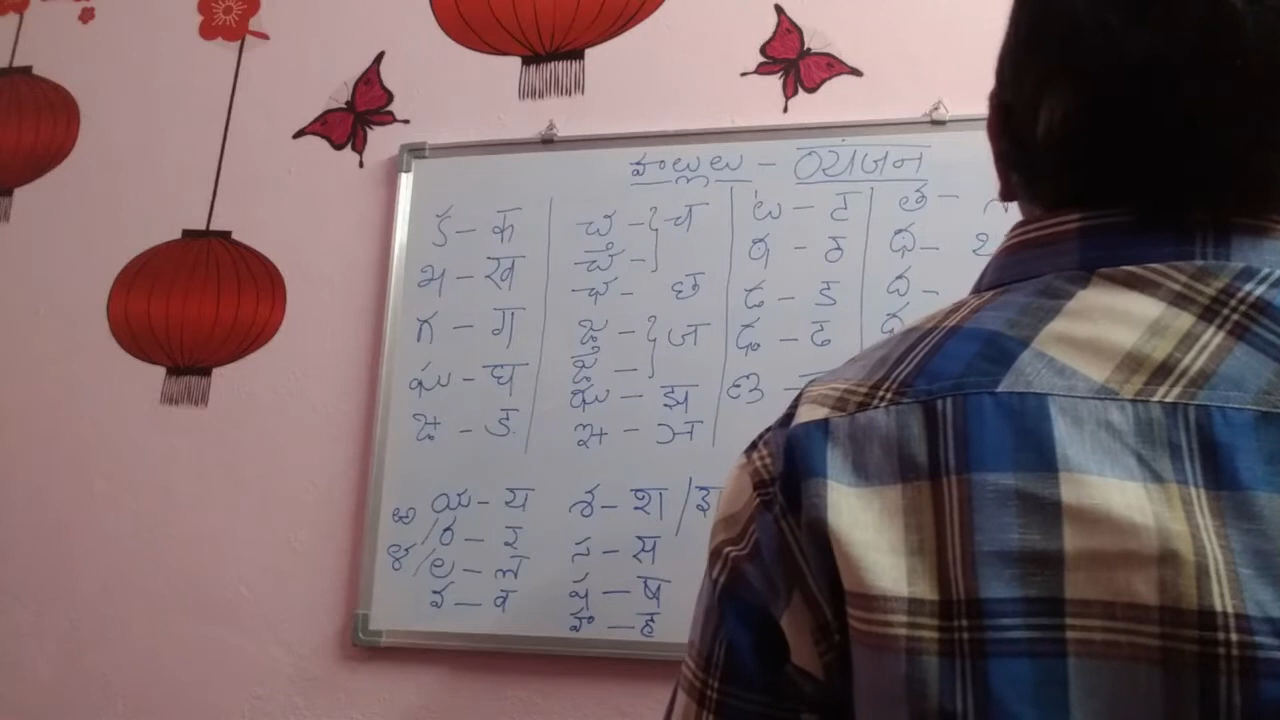 హల్లులు - व्यंजन
క - क
ఖ - ख
గ - ग
ఘ - घ
ఙ - ङ
చ - च
ఛ - छ
జ - ज
ఝ - झ
ఞ - ञ
ట - ट
ఠ - ठ
డ - ड
ఢ - ढ
ణ -
త -
థ - थ
ద -
ధ
య - य
ర - र
ల - ल
వ - व
శ - श
స - स
ష - ष
హ - ह